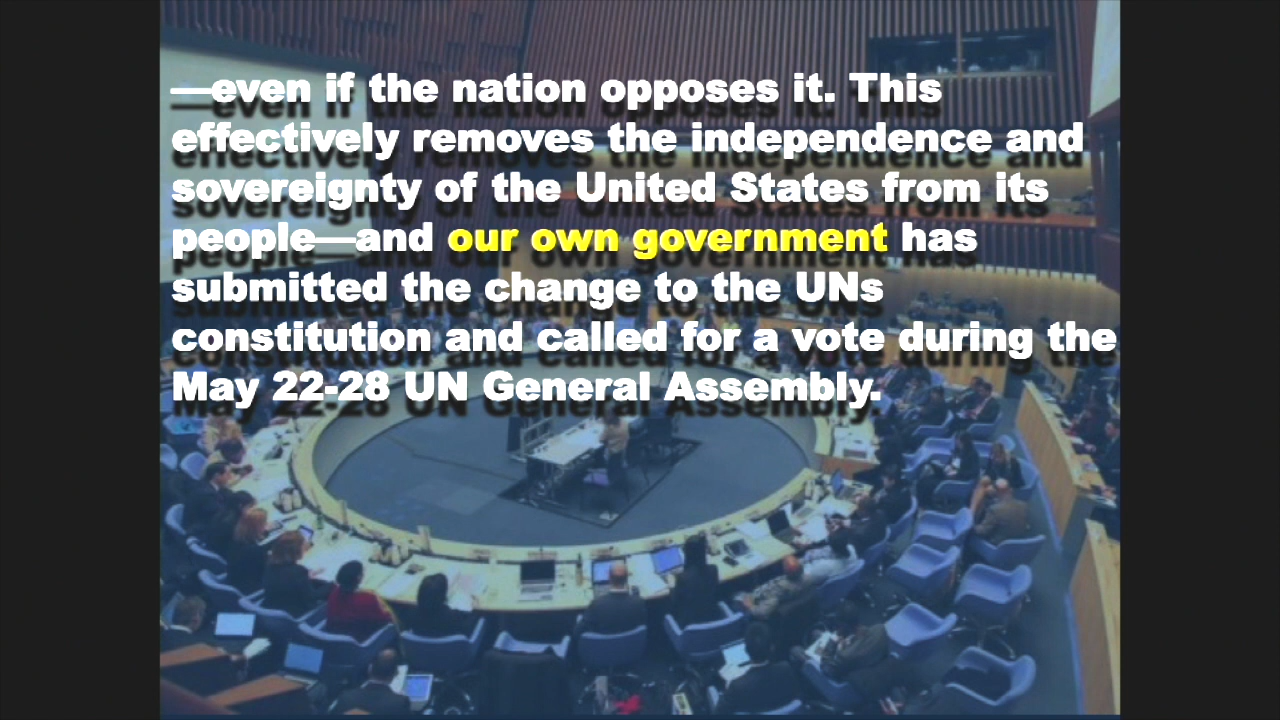 —even if the nation opposes it. This
effectively removes the independence and
sovereignty of the United States from its
people—and our own government has
submitted the change to the UNs
constitution and called for a vote during the
May 22-28 UN General Assembly.